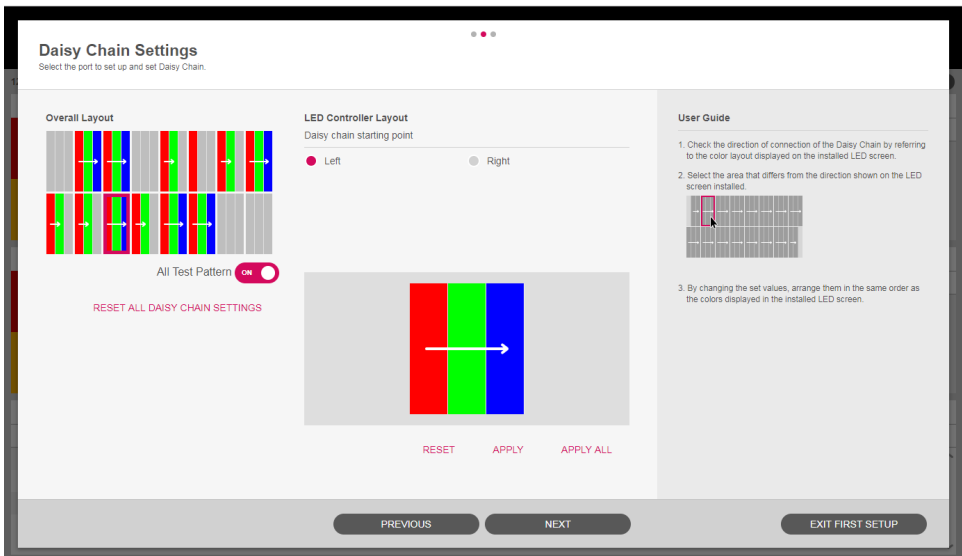 Daisy Chain Settings
Select the port to set up and set Daisy Chain.
Overall Layout
All Test Pattern ON
RESET ALL DAISY CHAIN SETTINGS
LED Controller Layout
Daisy chain starting point
Left Right
RESET APPLY APPLY ALL
User Guide
1. Check the direction of connection of the Daisy Chain by referring
to the color layout displayed on the installed LED screen.
2. Select the area that differs from the direction shown on the LED
screen installed.
3. By changing the set values, arrange them in the same order as
the colors displayed in the installed LED screen.
PREVIOUS NEXT EXIT FIRST SETUP